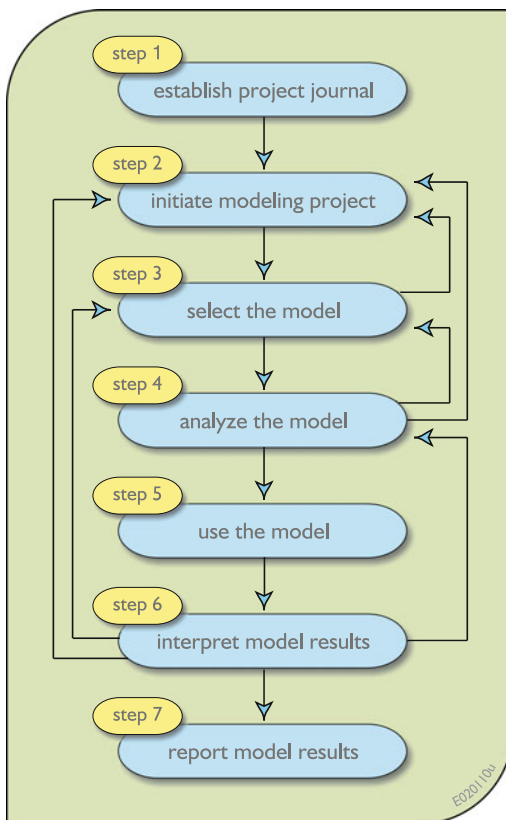 step 1
establish project journal
step 2
initiate modeling project
step 3
select the model
step 4
analyze the model
step 5
use the model
step 6
interpret model results
step 7
report model results
E020110u